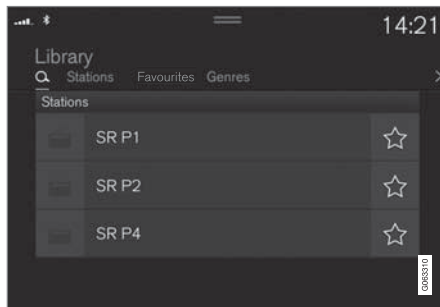 14:21
Library
Stations Favourites Genres
Stations
SR P1
SR P2
SR P4
G063310